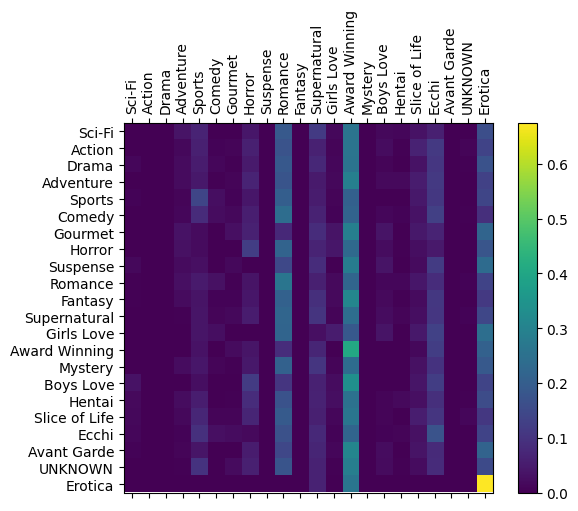 Sci-Fi
Action
Drama
Adventure
Sports
Comedy
Gourmet
Horror
Suspense
Romance
Fantasy
Supernatural
Girls Love
Award Winning
Mystery
Boys Love
Hentai
Slice of Life
Ecchi
Avant Garde
UNKNOWN
Erotica
Sci-Fi
Action
Drama
Adventure
Sports
Comedy
Gourmet
Horror
Suspense
Romance
Fantasy
Supernatural
Girls Love
Award Winning
Mystery
Boys Love
Hentai
Slice of Life
Ecchi
Avant Garde
UNKNOWN
Erotica
0.6
0.5
0.4
0.3
0.2
0.1
0.0